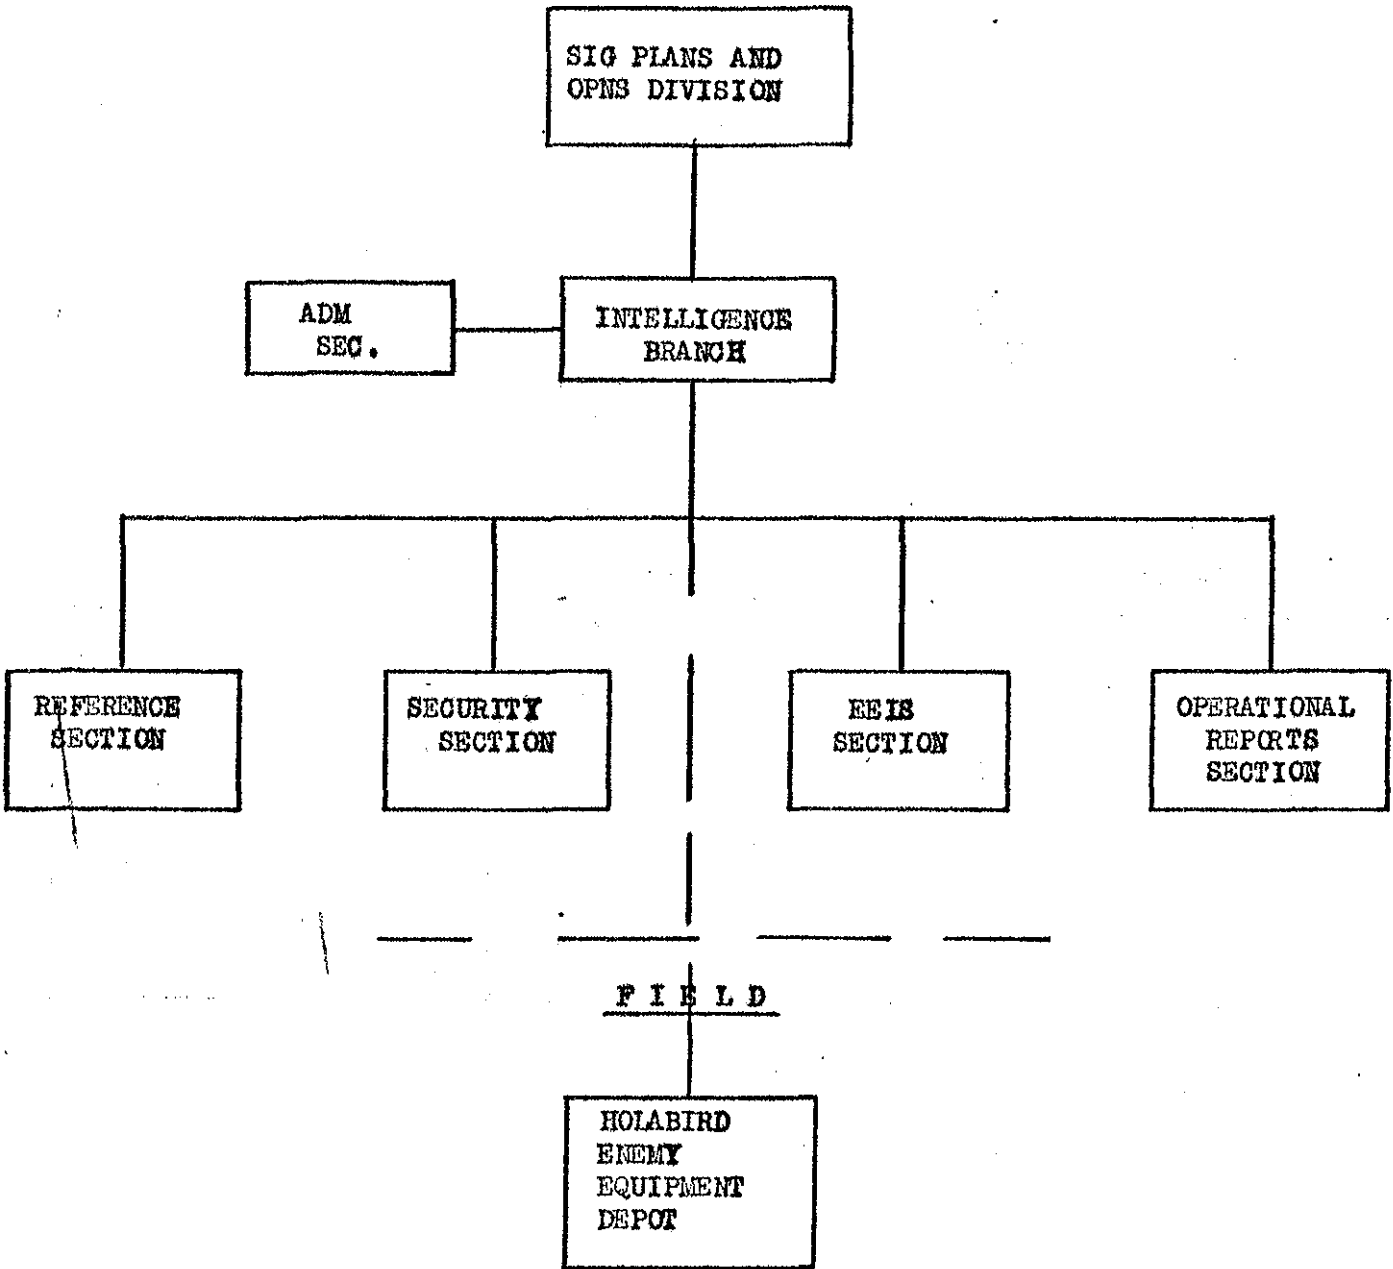 SIG PLANS AND
OPNS DIVISION
ADM
SEC.
INTELLIGENCE
BRANCH
REFERENCE
SECTION
SECURITY
SECTION
EEIS
SECTION
OPERATIONAL
REPORTS
SECTION
F I E L D
HOLABIRD
ENEMY
EQUIPMENT
DEPOT